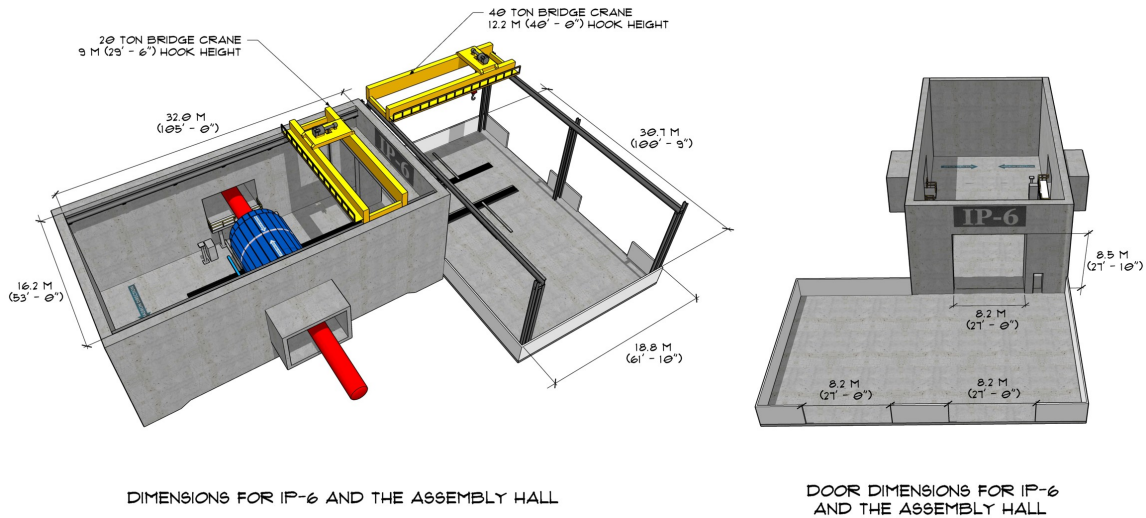 20 TON BRIDGE CRANE
9 M (29' - 6") HOOK HEIGHT
40 TON BRIDGE CRANE
12.2 M (40' - 0") HOOK HEIGHT
32.0 M
(105' - 0")
30.7 M
(100' - 9")
IP-6
16.2 M
(53' - 0")
18.8 M
(61' - 10")
DIMENSIONS FOR IP-6 AND THE ASSEMBLY HALL
IP-6
8.5 M
(27' - 10")
8.2 M
(27' - 0")
8.2 M
(27' - 0")
8.2 M
(27' - 0")
DOOR DIMENSIONS FOR IP-6
AND THE ASSEMBLY HALL